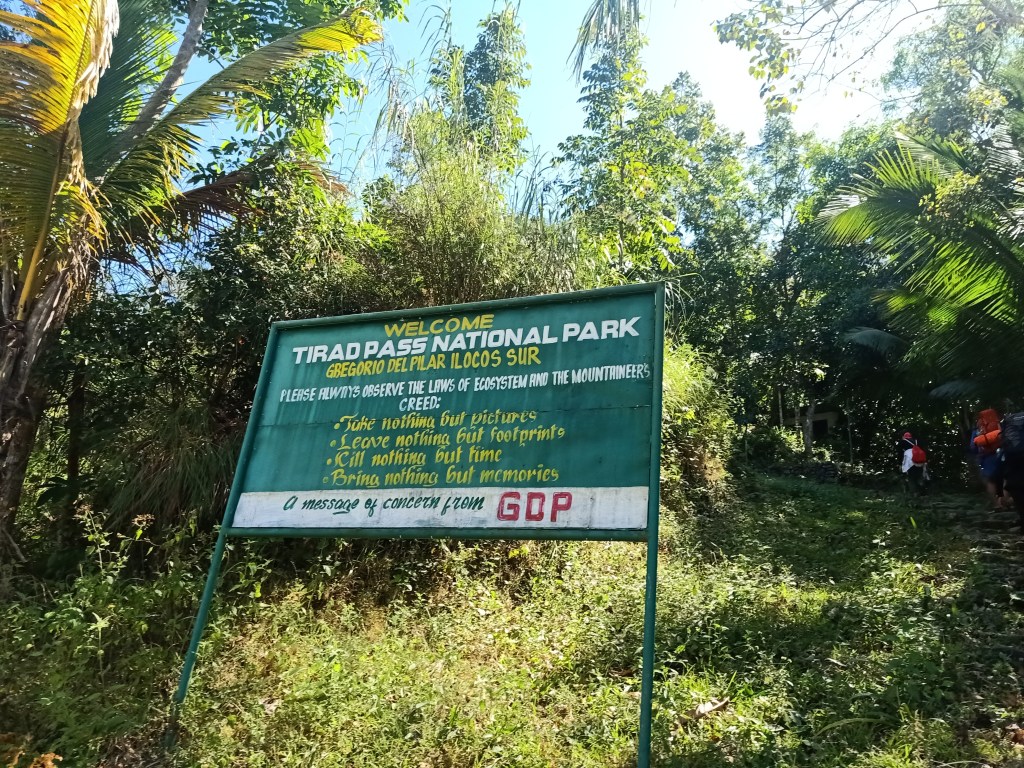 WELCOME
TIRAD PASS NATIONAL PARK
GREGORIO DEL PILAR ILOCOS SUR
PLEASE ALWAYS OBSERVE THE LAWS OF ECOSYSTEM AND THE MOUNTAINEER'S
CREED:
• Take nothing but pictures
• Leave nothing but footprints
• Kill nothing but time
• Bring nothing but memories
A message of concern from GDP